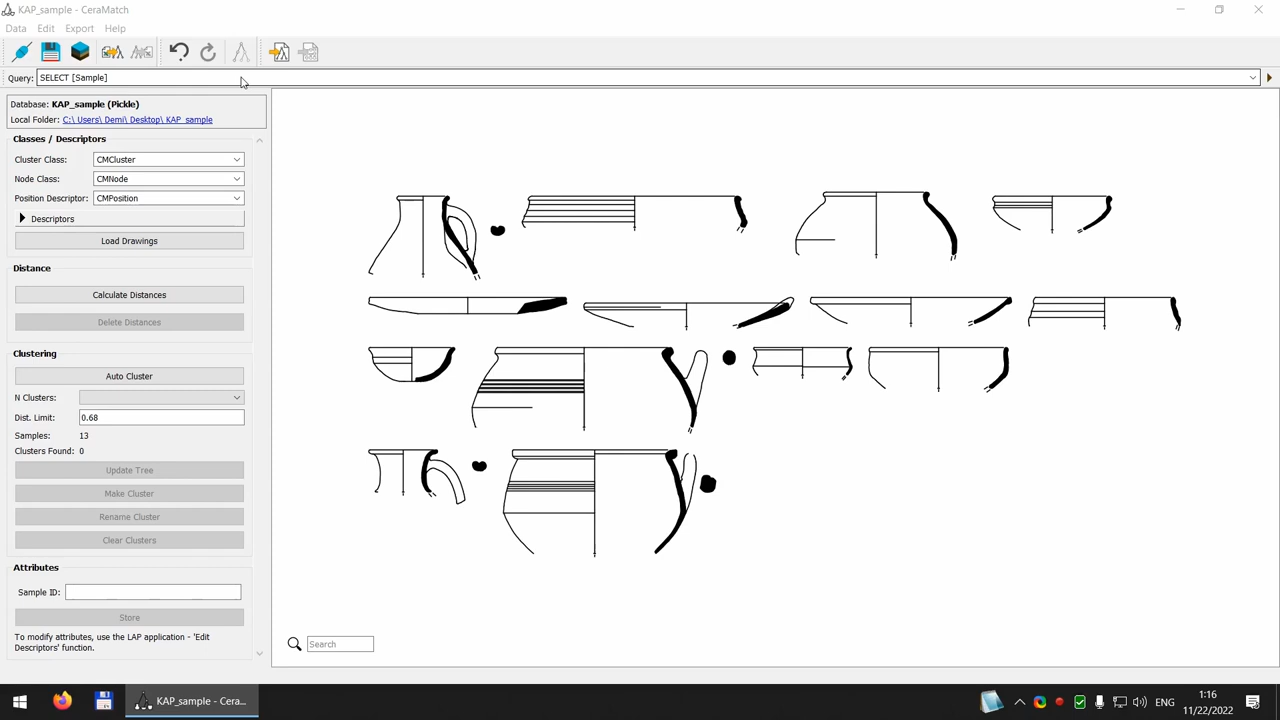 KAP_sample - CeraMatch
Data Edit Export Help
Query: SELECT [Sample]
Database: KAP_sample (Pickle)
Local Folder: C:\ Users\ Demi\ Desktop\ KAP_sample
Classes / Descriptors
Cluster Class: CMCluster
Node Class: CMNode
Position Descriptor: CMPosition
Descriptors
Load Drawings
Distance
Calculate Distances
Delete Distances
Clustering
Auto Cluster
N Clusters:
Dist. Limit: 0.68
Samples: 13
Clusters Found: 0
Update Tree
Make Cluster
Rename Cluster
Clear Clusters
Attributes
Sample ID:
Store
To modify attributes, use the LAP application - 'Edit
Descriptors' function.
Search
KAP_sample - Cera...
ENG
1:16
11/22/2022